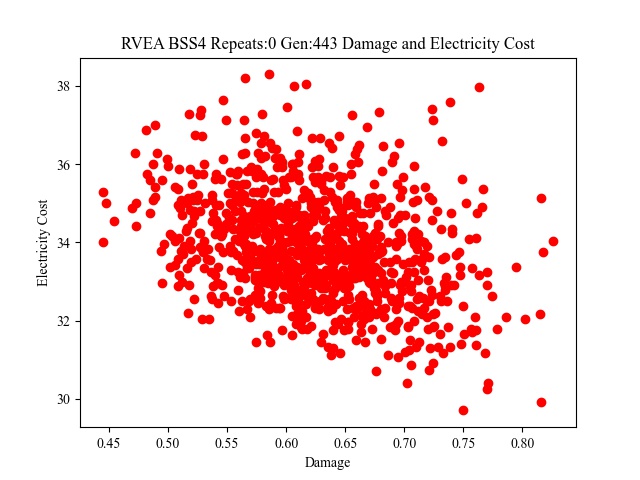 RVEA BSS4 Repeats:0 Gen:443 Damage and Electricity Cost
38
36
34
32
30
Electricity Cost
0.45 0.50 0.55 0.60 0.65 0.70 0.75 0.80
Damage